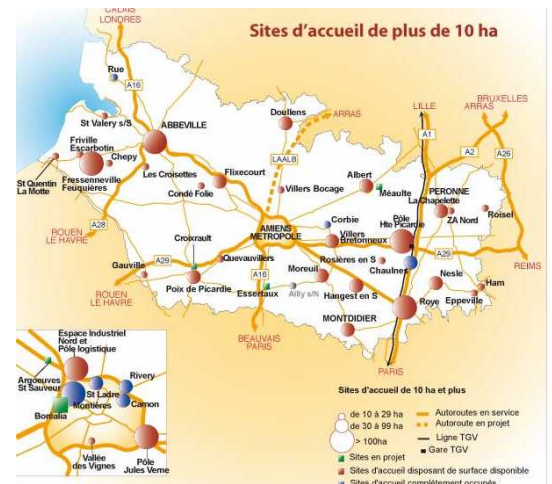 CALAIS
LONDRES
Sites d'accueil de plus de 10 ha
Rue
A16
St Valery s/S
ABBEVILLE
Doullens
ARRAS
LILLE
BRUXELLES
ARRAS
A1
A2
A26
Friville
Escarbotin
Chepy
Fressenneville
Feuquières
St Quentin
La Motte
Les Croisettes
Condé Folie
Flixecourt
LAALB
Villers Bocage
Albert
Méaulte
PERONNE
La Chapelette
ZA Nord
Roisel
A28
ROUEN
LE HAVRE
AMIENS
METROPOLE
Corbie
Villers
Bretonneux
Pôle
Hte Picardie
Croixrault
Quevauvillers
A29
Gauville
Poix de Picardie
A16
Essertaux
Ailly s/N
Moreuil
Rosières en S
Chaulnes
A29
REIMS
Hangest en S
Nesle
Ham
Eppeville
Roye
MONTDIDIER
ROUEN
LE HAVRE
BEAUVAIS
PARIS
PARIS
Espace Industriel
Nord et
Pôle logistique
Argoeuves
St Sauveur
Rivery
St Ladre
Montières
Camon
Boréalia
Vallée
des Vignes
Pôle
Jules Verne
Sites d'accueil de 10 ha et plus
de 10 à 29 ha
de 30 à 99 ha
> 100ha
Autoroutes en service
Autoroute en projet
Ligne TGV
Gare TGV
Sites en projet
Sites d'accueil disposant de surface disponible
Sites d'accueil complètement occupés